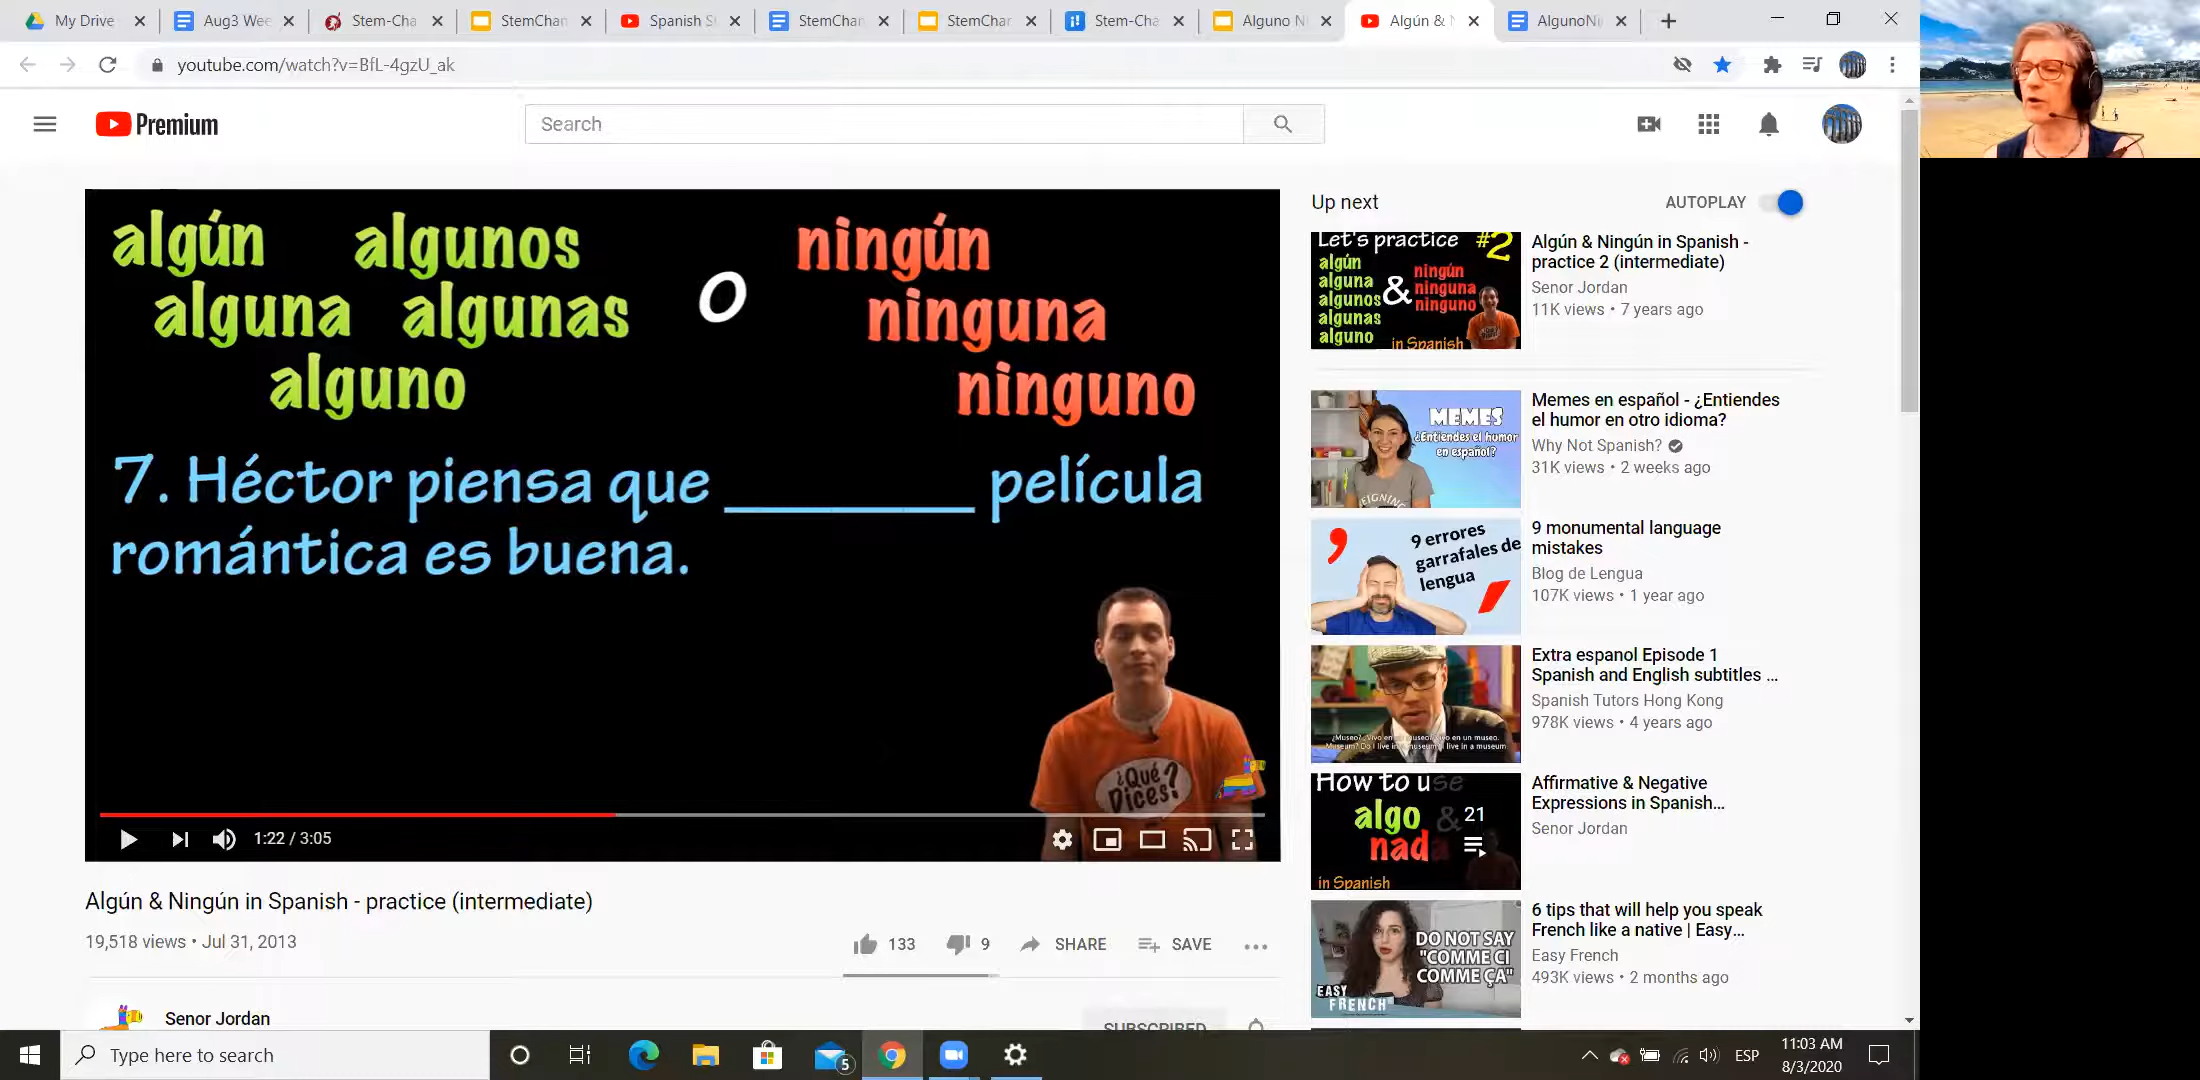 My Drive
Aug3 Wee
Stem-Cha
StemChan
Spanish S
StemChan
StemChar
Stem-Cha
Alguno N
Algún & N
AlgunoNi
youtube.com/watch?v=BfL-4gzU_ak
Premium
Search
algún algunos
alguna algunas
alguno
o
ningún
ninguna
ninguno
7. Héctor piensa que ________ película
romántica es buena.
¿Qué
Dices?
1:22 / 3:05
Algún & Ningún in Spanish - practice (intermediate)
19,518 views • Jul 31, 2013
133
9
SHARE
SAVE
Senor Jordan
SUBSCRIBED
Up next
AUTOPLAY
Let's practice #2
algún
alguna
algunos
algunas
alguno
&
ningún
ninguna
ninguno
in Spanish
Algún & Ningún in Spanish -
practice 2 (intermediate)
Senor Jordan
11K views • 7 years ago
MEMES
¿Entiendes el humor
en español?
Memes en español - ¿Entiendes
el humor en otro idioma?
Why Not Spanish?
31K views • 2 weeks ago
9 errores
garrafales de
lengua
9 monumental language
mistakes
Blog de Lengua
107K views • 1 year ago
Extra espanol Episode 1
Spanish and English subtitles ...
Spanish Tutors Hong Kong
978K views • 4 years ago
How to use
algo &
nada
in Spanish
21
Affirmative & Negative
Expressions in Spanish...
Senor Jordan
DO NOT SAY
"COMME CI
COMME ÇA"
EASY
FRENCH
6 tips that will help you speak
French like a native | Easy...
Easy French
493K views • 2 months ago
Type here to search
5
ESP
11:03 AM
8/3/2020